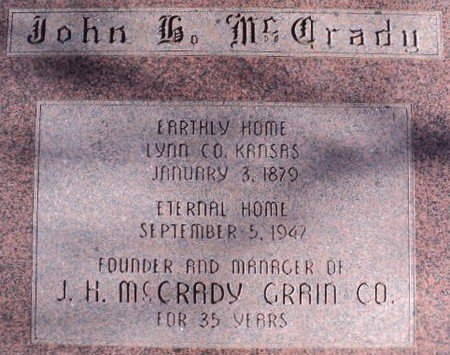 John H. McCrady
EARTHLY HOME
LYNN CO. KANSAS
JANUARY 3, 1879
ETERNAL HOME
SEPTEMBER 5, 1947
FOUNDER AND MANAGER OF
J. H. McCRADY GRAIN CO.
FOR 35 YEARS